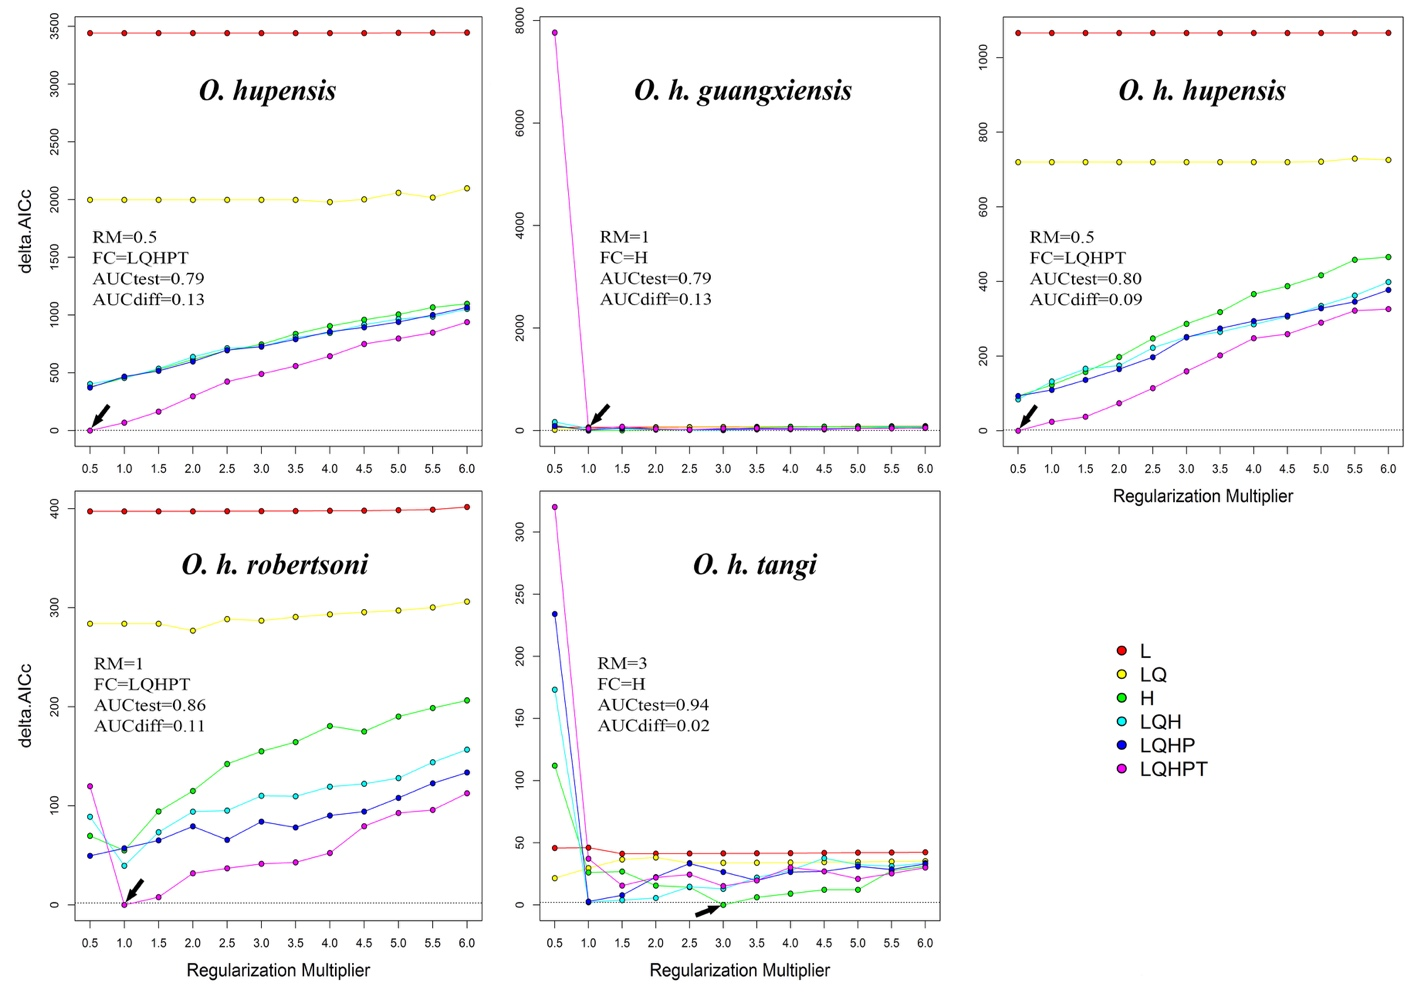 O. hupensis
delta.AICc
3500
3000
2500
2000
1500
1000
500
0
RM=0.5
FC=LQHPT
AUCtest=0.79
AUCdiff=0.13
0.5 1.0 1.5 2.0 2.5 3.0 3.5 4.0 4.5 5.0 5.5 6.0
O. h. guangxiensis
8000
6000
4000
2000
0
RM=1
FC=H
AUCtest=0.79
AUCdiff=0.13
0.5 1.0 1.5 2.0 2.5 3.0 3.5 4.0 4.5 5.0 5.5 6.0
O. h. hupensis
1000
800
600
400
200
0
RM=0.5
FC=LQHPT
AUCtest=0.80
AUCdiff=0.09
0.5 1.0 1.5 2.0 2.5 3.0 3.5 4.0 4.5 5.0 5.5 6.0
Regularization Multiplier
O. h. robertsoni
delta.AICc
400
300
200
100
0
RM=1
FC=LQHPT
AUCtest=0.86
AUCdiff=0.11
0.5 1.0 1.5 2.0 2.5 3.0 3.5 4.0 4.5 5.0 5.5 6.0
Regularization Multiplier
O. h. tangi
300
250
200
150
100
50
0
RM=3
FC=H
AUCtest=0.94
AUCdiff=0.02
0.5 1.0 1.5 2.0 2.5 3.0 3.5 4.0 4.5 5.0 5.5 6.0
Regularization Multiplier
L
LQ
H
LQH
LQHP
LQHPT